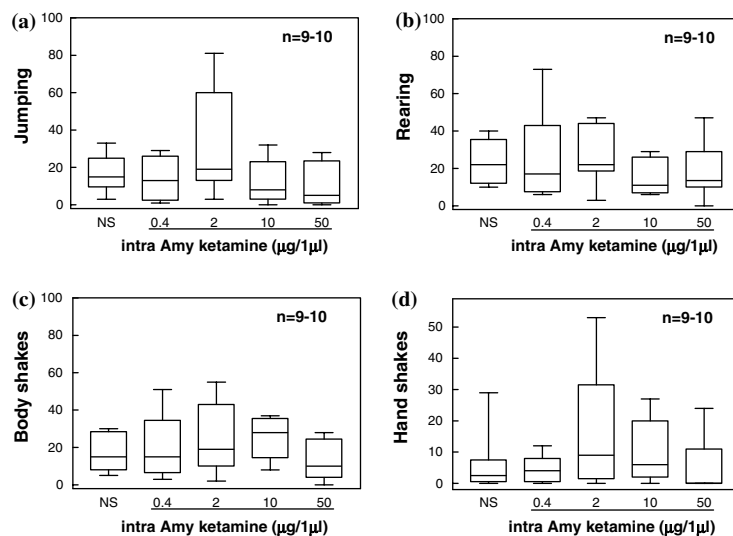 (a)
n=9-10
Jumping
100
80
60
40
20
0
NS 0.4 2 10 50
intra Amy ketamine (μg/1μl)
(b)
n=9-10
Rearing
100
80
60
40
20
0
NS 0.4 2 10 50
intra Amy ketamine (μg/1μl)
(c)
n=9-10
Body shakes
100
80
60
40
20
0
NS 0.4 2 10 50
intra Amy ketamine (μg/1μl)
(d)
n=9-10
Hand shakes
50
40
30
20
10
0
NS 0.4 2 10 50
intra Amy ketamine (μg/1μl)